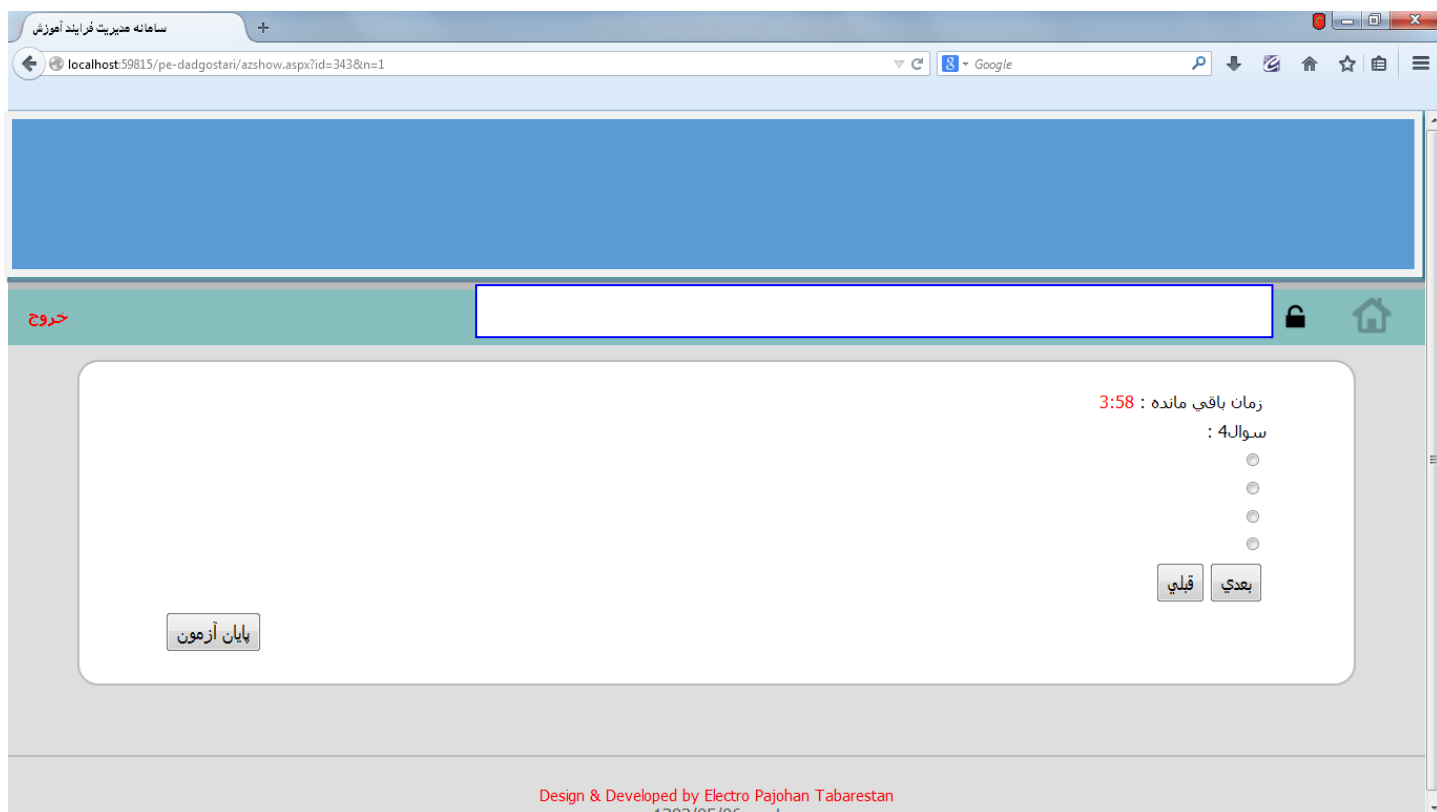 سامانه مدیریت فرایند آموزش
localhost:59815/pe-dadgostari/azshow.aspx?id=343&n=1
Google
خروج
زمان باقي مانده : 3:58
سوال4 :
بعدي
قبلي
پایان آزمون
Design & Developed by Electro Pajohan Tabarestan